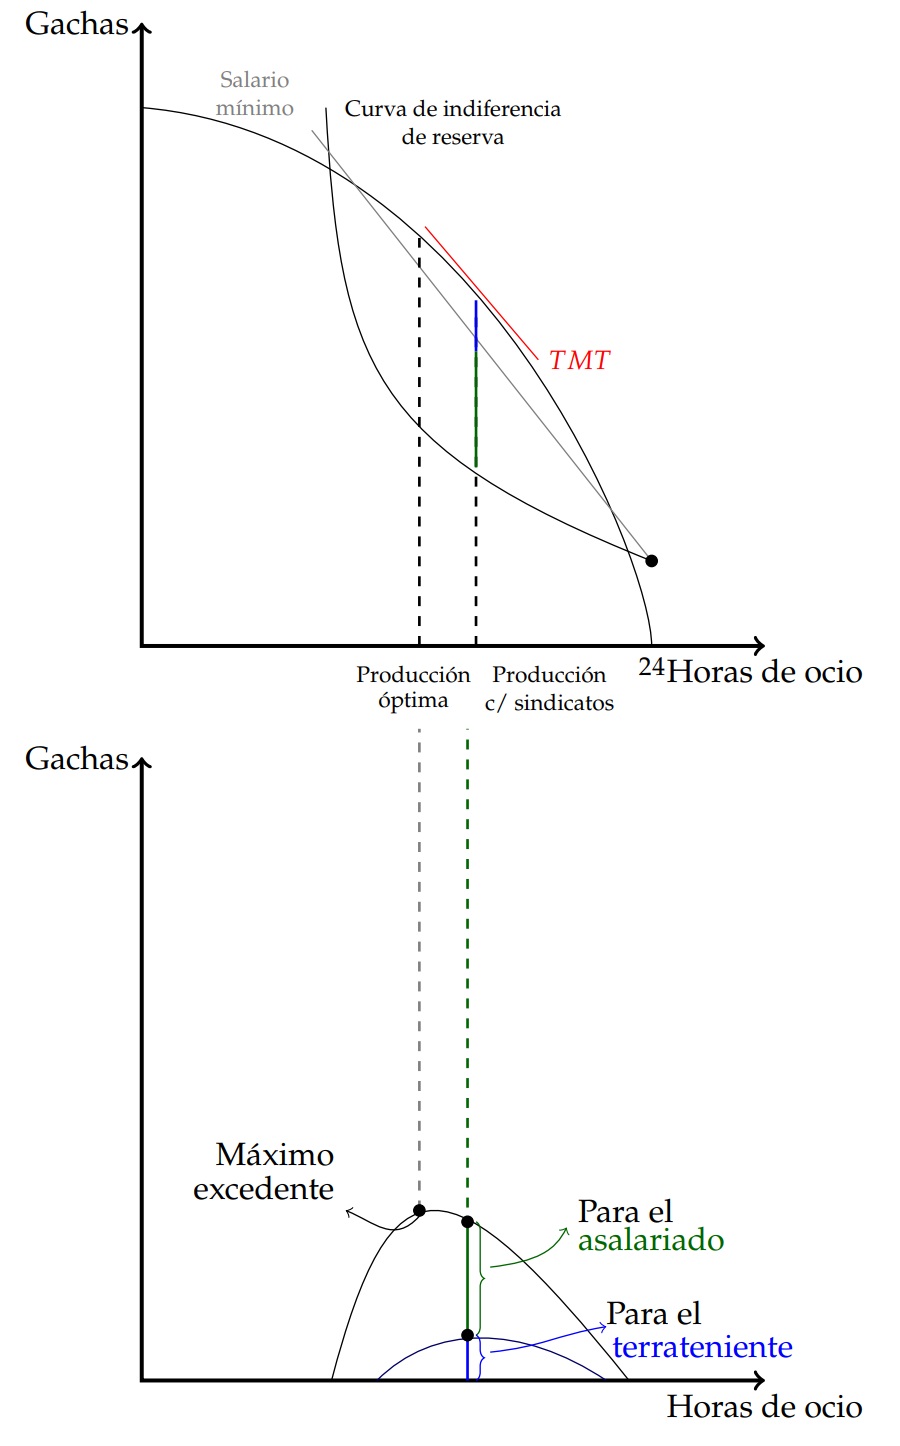 Gachas
Salario
mínimo
Curva de indiferencia
de reserva
TMT
Producción
óptima
Producción
c/ sindicatos
24
Horas de ocio
Gachas
Máximo
excedente
Para el
asalariado
Para el
terrateniente
Horas de ocio